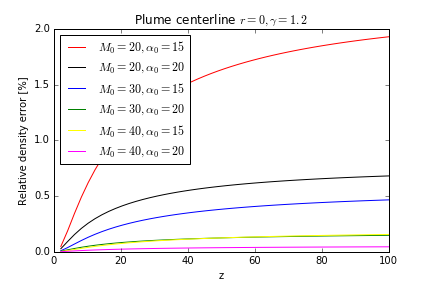 Plume centerline r = 0, γ = 1.2
Relative density error [%]
2.0
1.5
1.0
0.5
0.0
M₀ = 20, α₀ = 15
M₀ = 20, α₀ = 20
M₀ = 30, α₀ = 15
M₀ = 30, α₀ = 20
M₀ = 40, α₀ = 15
M₀ = 40, α₀ = 20
0 20 40 60 80 100
z